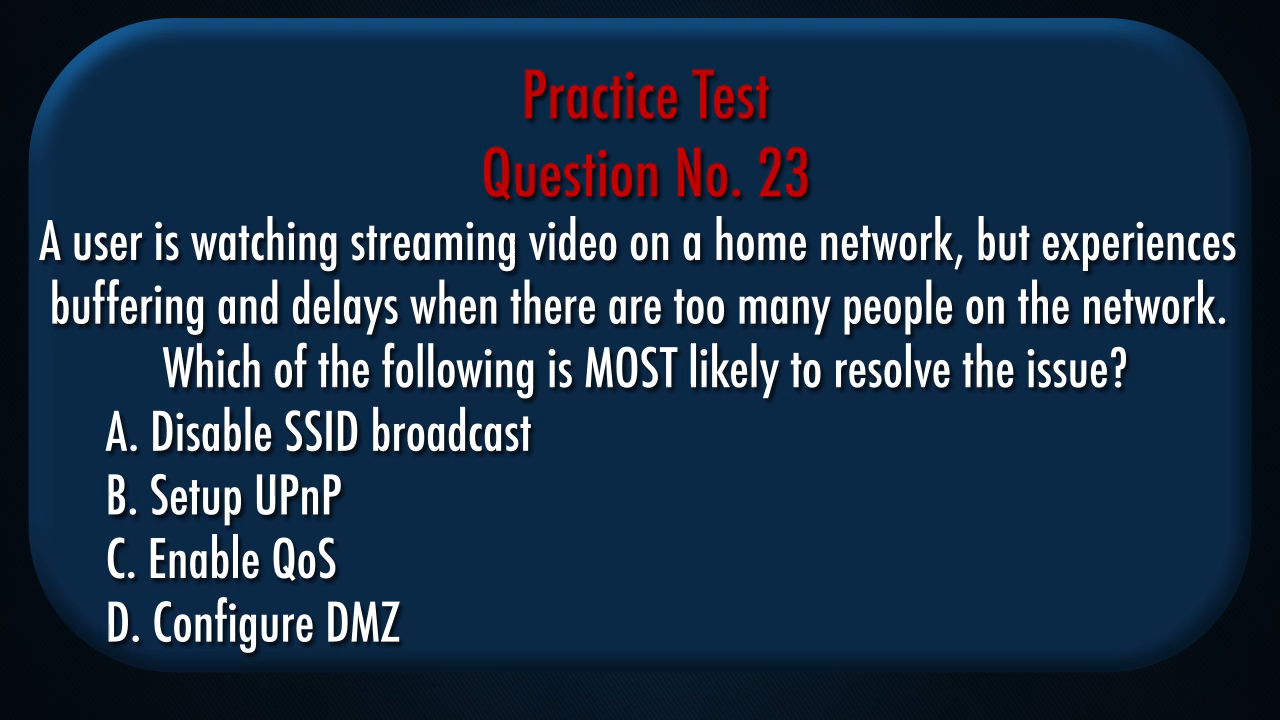 Practice Test
Question No. 23
A user is watching streaming video on a home network, but experiences
buffering and delays when there are too many people on the network.
Which of the following is MOST likely to resolve the issue?
A. Disable SSID broadcast
B. Setup UPnP
C. Enable QoS
D. Configure DMZ